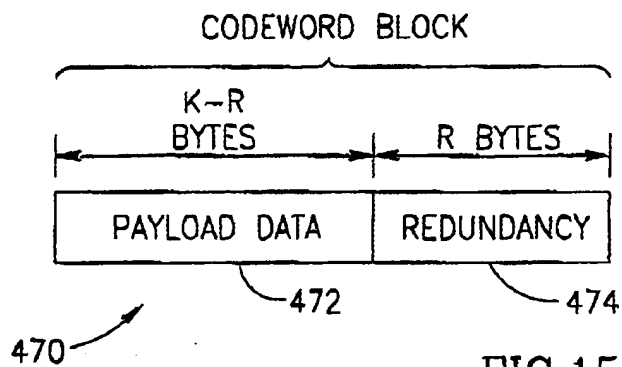 CODEWORD BLOCK
K-R
BYTES
R BYTES
PAYLOAD DATA
REDUNDANCY
472
474
470